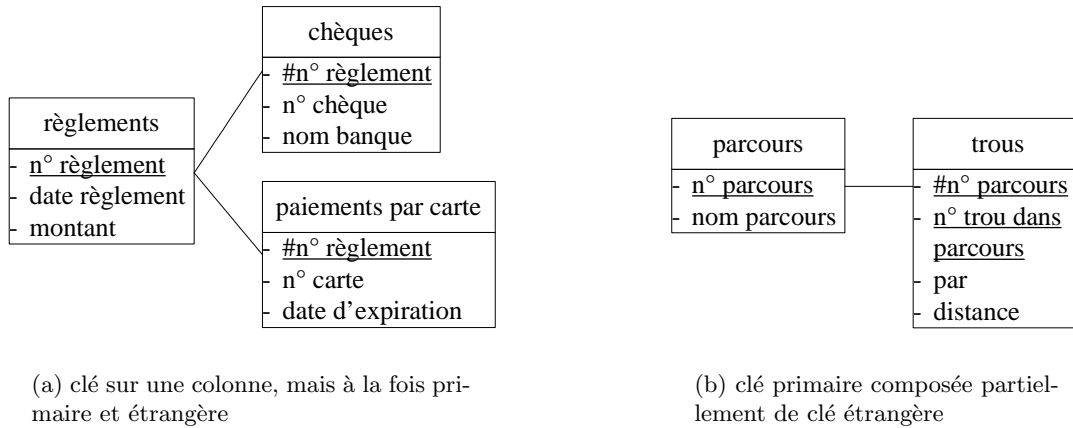 chèques
- #n° règlement
- n° chèque
- nom banque
règlements
- n° règlement
- date règlement
- montant
paiements par carte
- #n° règlement
- n° carte
- date d’expiration
(a) clé sur une colonne, mais à la fois pri-
maire et étrangère
parcours
- n° parcours
- nom parcours
trous
- #n° parcours
- n° trou dans
parcours
- par
- distance
(b) clé primaire composée partiel-
lement de clé étrangère